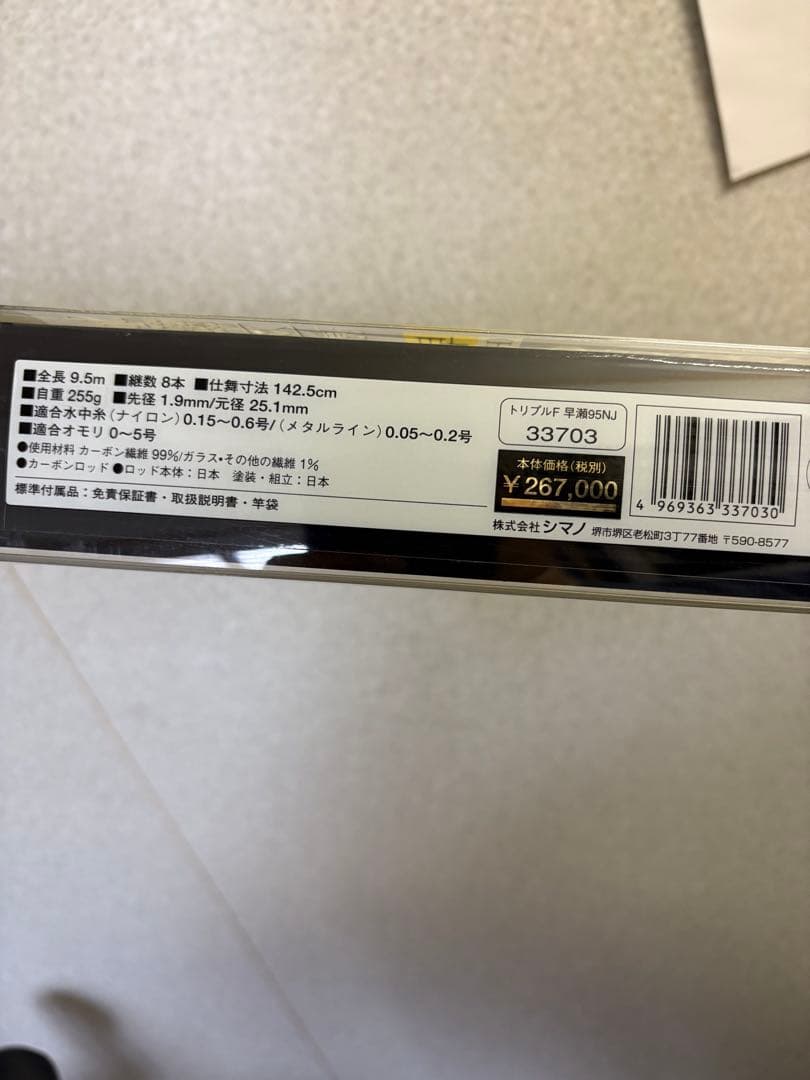 ■全長 9.5m ■継数 8本 ■仕舞寸法 142.5cm
■自重 255g ■先径 1.9mm/元径 25.1mm
■適合水中糸(ナイロン)0.15〜0.6号/(メタルライン)0.05〜0.2号
■適合オモリ 0〜5号
●使用材料 カーボン繊維 99%/ガラス・その他の繊維 1%
●カーボンロッド ●ロッド本体:日本 塗装・組立:日本
標準付属品:免責保証書・取扱説明書・竿袋
トリプルF 早瀬95NJ
33703
本体価格(税別)
¥267,000
4 969363 337030
株式会社シマノ 堺市堺区老松町3丁77番地 〒590-8577